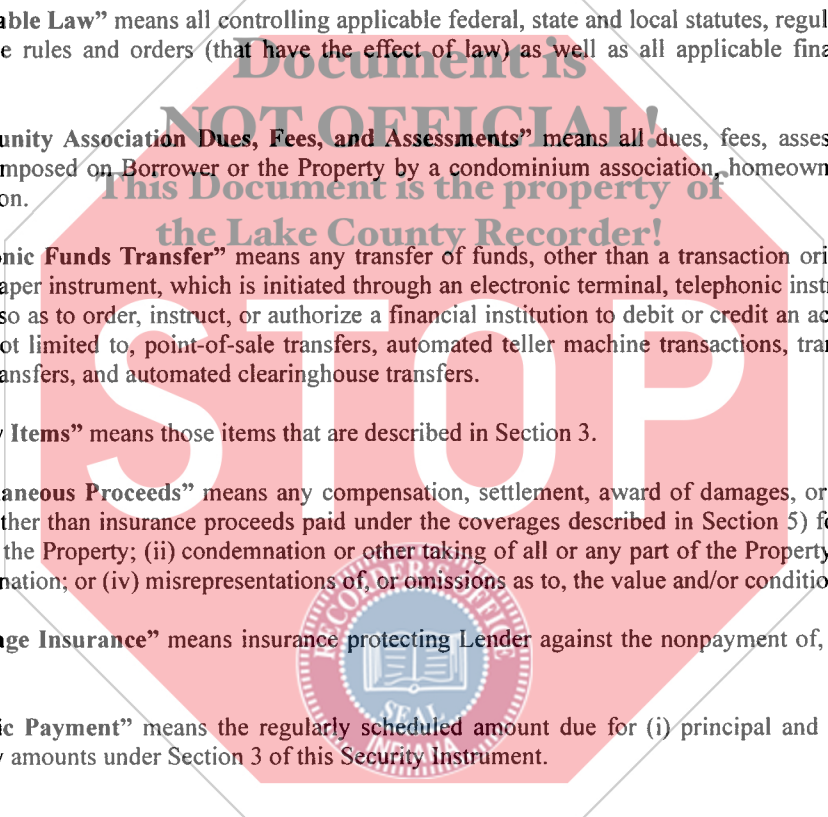 able Law” means all controlling applicable federal, state and local statutes, regul
e rules and orders (that have the effect of law) as well as all applicable fina
Document is
NOT OFFICIAL!
unity Association Dues, Fees, and Assessments” means all dues, fees, asses
mposed on Borrower or the Property by a condominium association, homeown
This Document is the property of
on.
the Lake County Recorder!
nic Funds Transfer” means any transfer of funds, other than a transaction ori
aper instrument, which is initiated through an electronic terminal, telephonic inst
so as to order, instruct, or authorize a financial institution to debit or credit an ac
ot limited to, point-of-sale transfers, automated teller machine transactions, tran
ansfers, and automated clearinghouse transfers.
STOP
Items” means those items that are described in Section 3.
aneous Proceeds” means any compensation, settlement, award of damages, or
ther than insurance proceeds paid under the coverages described in Section 5) fo
the Property; (ii) condemnation or other taking of all or any part of the Property
nation; or (iv) misrepresentations of, or omissions as to, the value and/or conditio
RECORDER'S OFFICE
age Insurance” means insurance protecting Lender against the nonpayment of,
SEAL
ic Payment” means the regularly scheduled amount due for (i) principal and
INDIANA
y amounts under Section 3 of this Security Instrument.